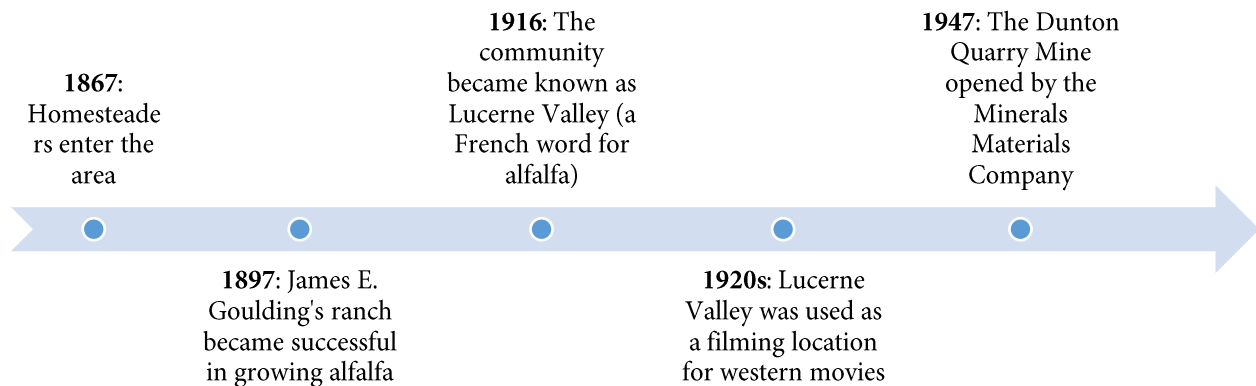 1867:
Homesteade
rs enter the
area
1897: James E.
Goulding's ranch
became successful
in growing alfalfa
1916: The
community
became known as
Lucerne Valley (a
French word for
alfalfa)
1920s: Lucerne
Valley was used as
a filming location
for western movies
1947: The Dunton
Quarry Mine
opened by the
Minerals
Materials
Company